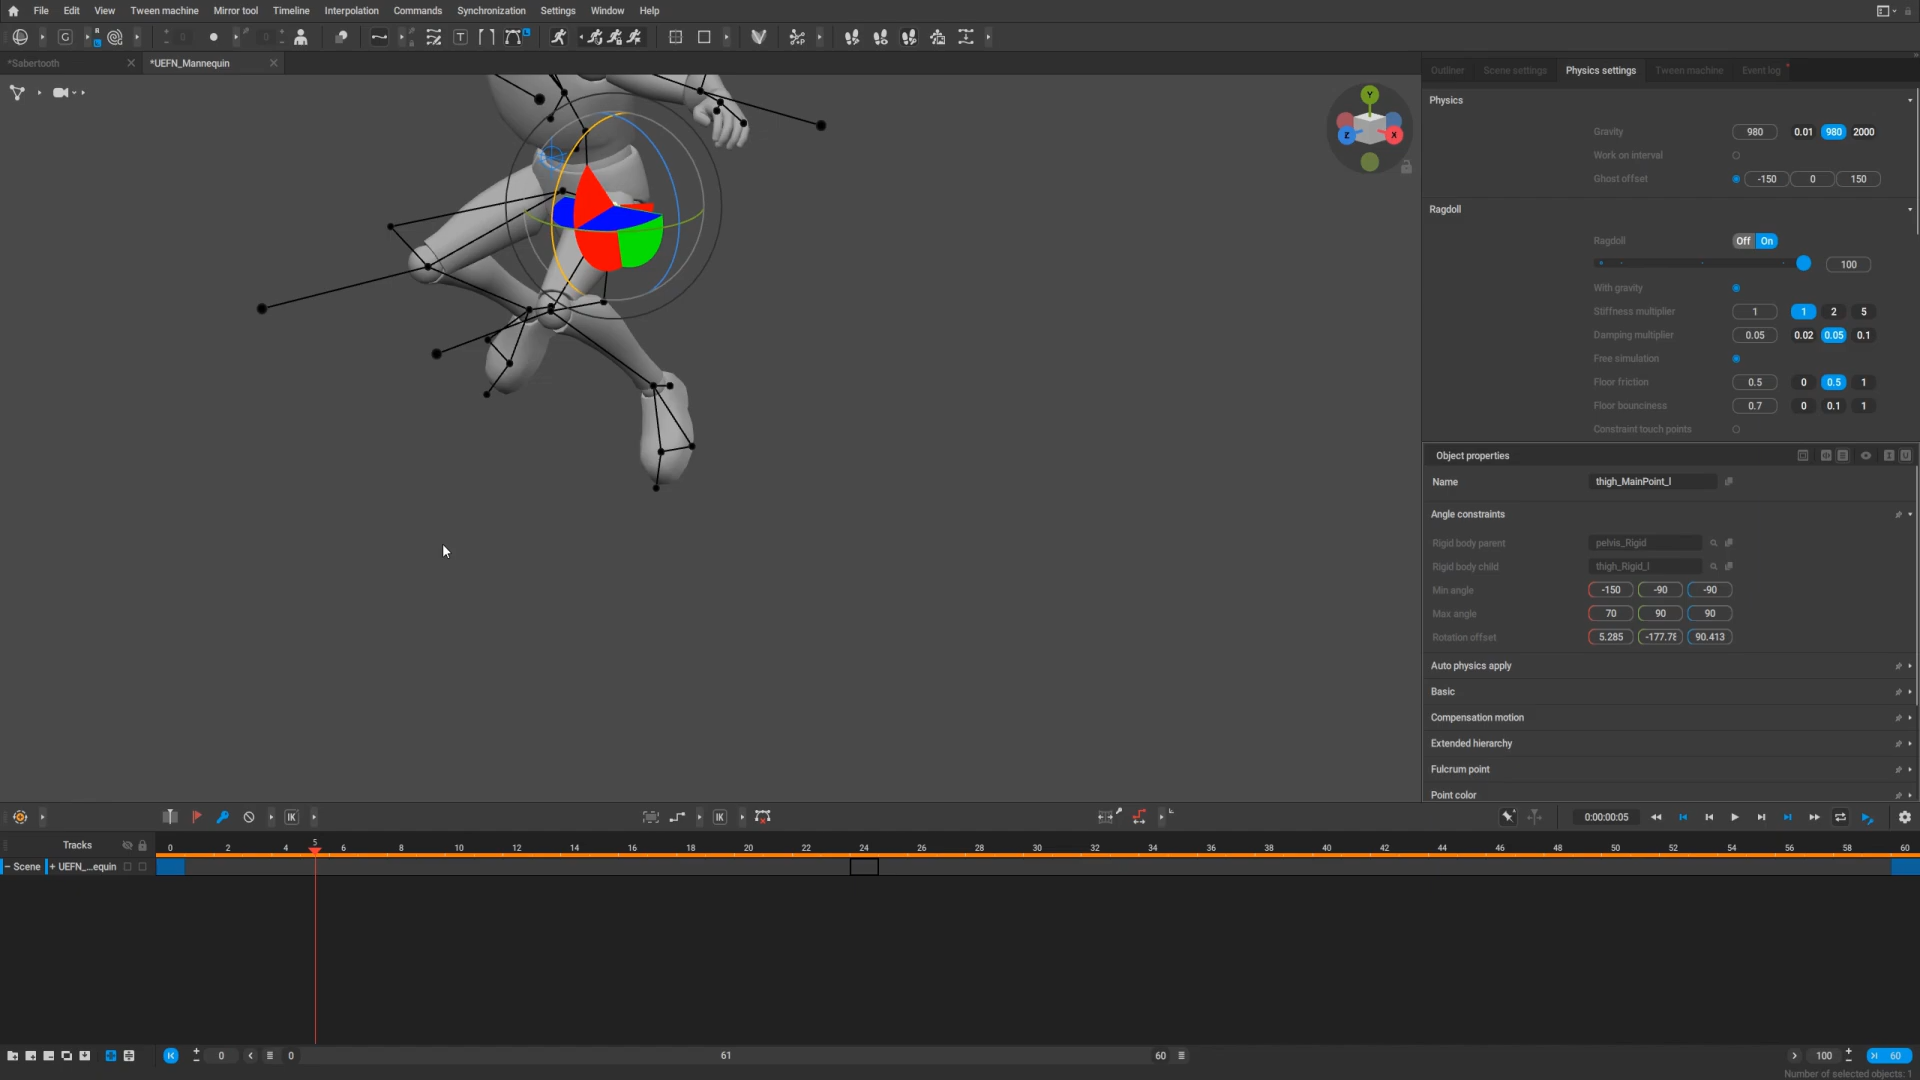 File Edit View Tween machine Mirror tool Timeline Interpolation Commands Synchronization Settings Window Help
*Sabertooth *UEFN_Mannequin
Outliner Scene settings Physics settings Tween machine Event log
Physics
Gravity 980 0.01 980 2000
Work on interval
Ghost offset -150 0 150
Ragdoll
Ragdoll Off On
100
With gravity
Stiffness multiplier 1 1 2 5
Damping multiplier 0.05 0.02 0.05 0.1
Free simulation
Floor friction 0.5 0 0.5 1
Floor bounciness 0.7 0 0.1 1
Constraint touch points
Y
Z X
Object properties
Name thigh_MainPoint_l
Angle constraints
Rigid body parent pelvis_Rigid
Rigid body child thigh_Rigid_l
Min angle -150 -90 -90
Max angle 70 90 90
Rotation offset 5.285 -177.78 90.413
Auto physics apply
Basic
Compensation motion
Extended hierarchy
Fulcrum point
Point color
IK IK 0:00:00:05
Tracks 0 2 4 5 6 8 10 12 14 16 18 20 22 24 26 28 30 32 34 36 38 40 42 44 46 48 50 52 54 56 58 60
Scene + UEFN_...equin
0 0 61 60 100 60
Number of selected objects: 1